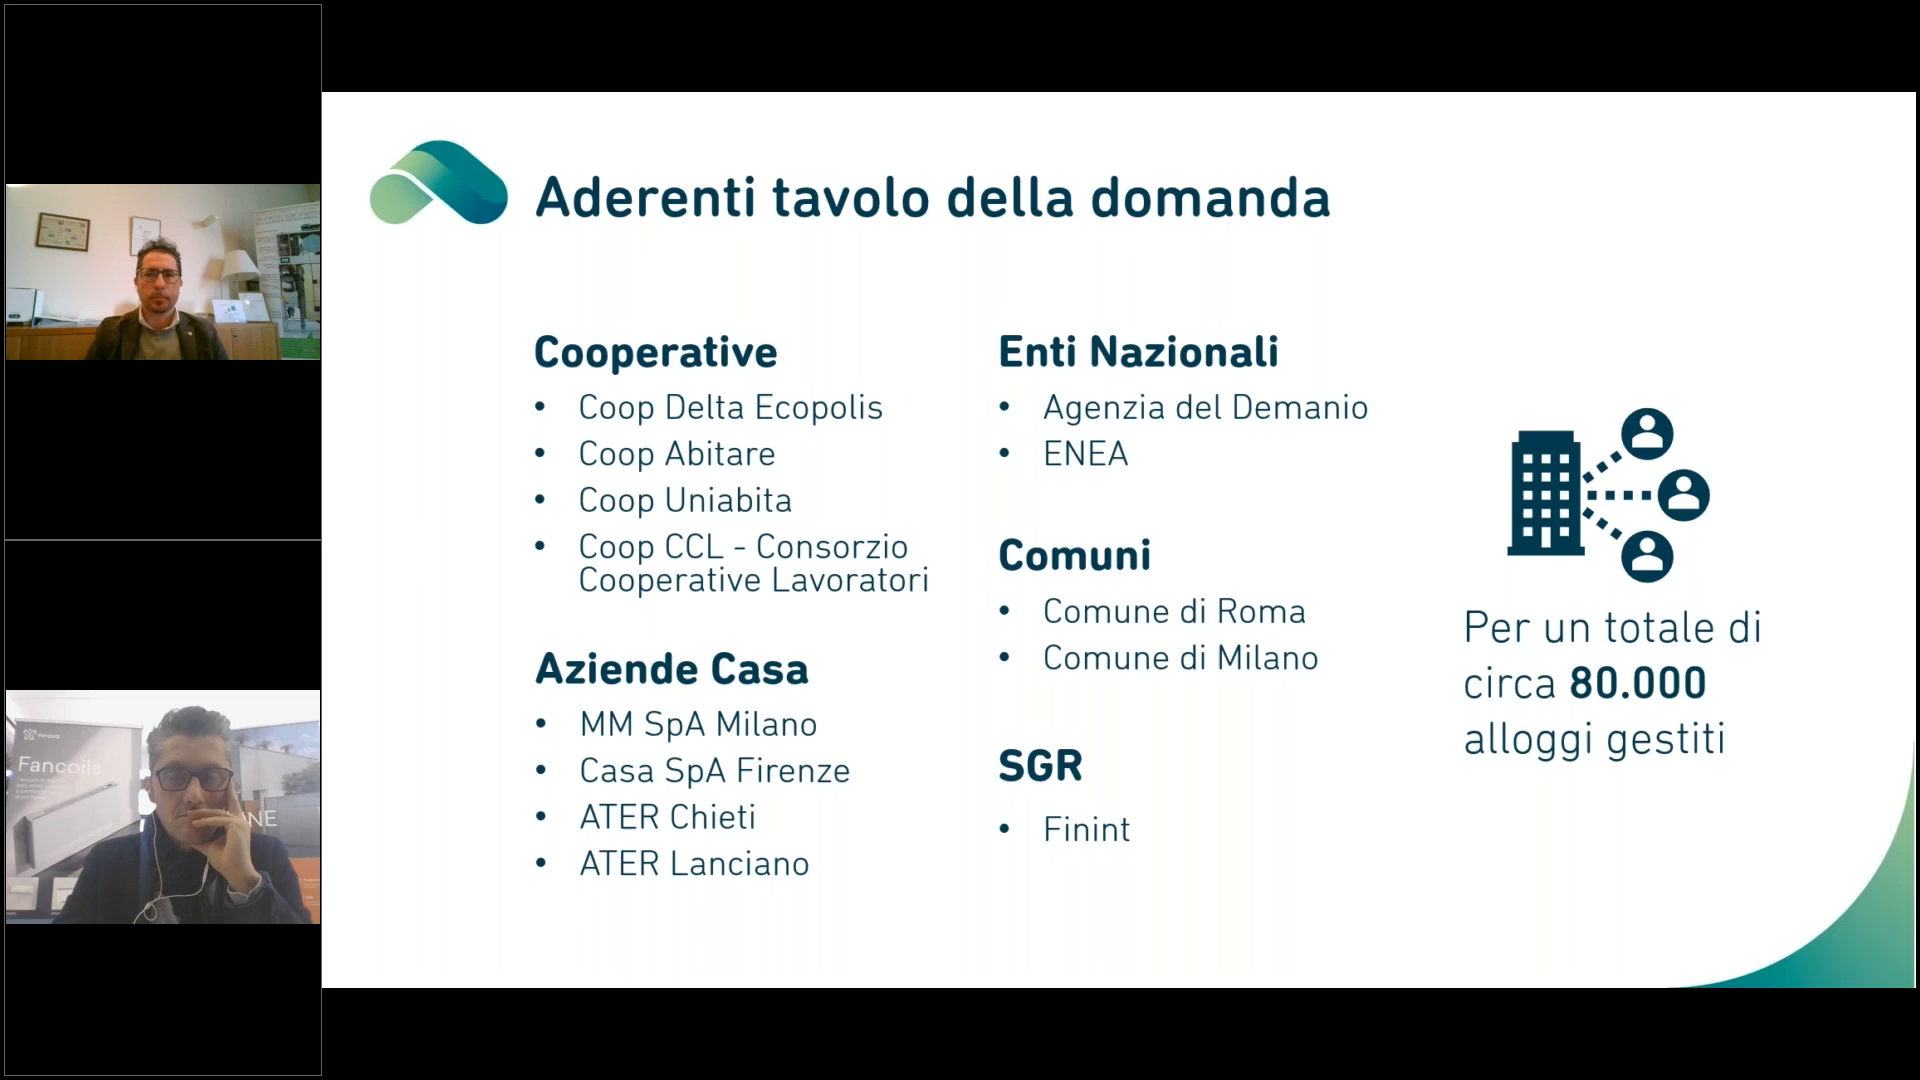 Aderenti tavolo della domanda
Cooperative
• Coop Delta Ecopolis
• Coop Abitare
• Coop Uniabita
• Coop CCL - Consorzio
Cooperative Lavoratori
Aziende Casa
• MM SpA Milano
• Casa SpA Firenze
• ATER Chieti
• ATER Lanciano
Enti Nazionali
• Agenzia del Demanio
• ENEA
Comuni
• Comune di Roma
• Comune di Milano
SGR
• Finint
Per un totale di
circa 80.000
alloggi gestiti
innova
Fancoils